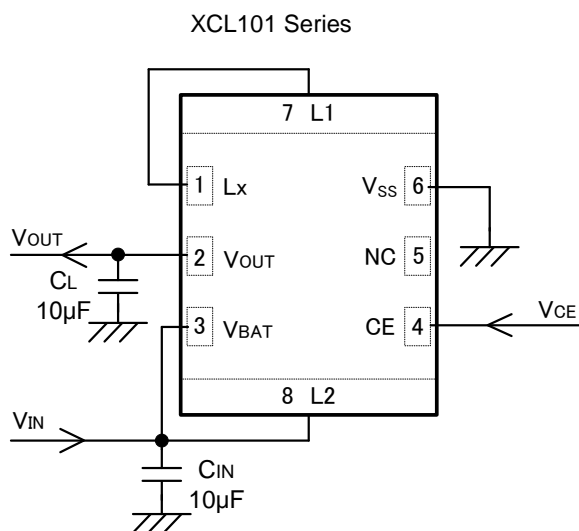 XCL101 Series
7 L1
1 Lx
VSS 6
VOUT
2 VOUT
NC 5
CL
10µF
3 VBAT
CE 4
VCE
8 L2
VIN
CIN
10µF